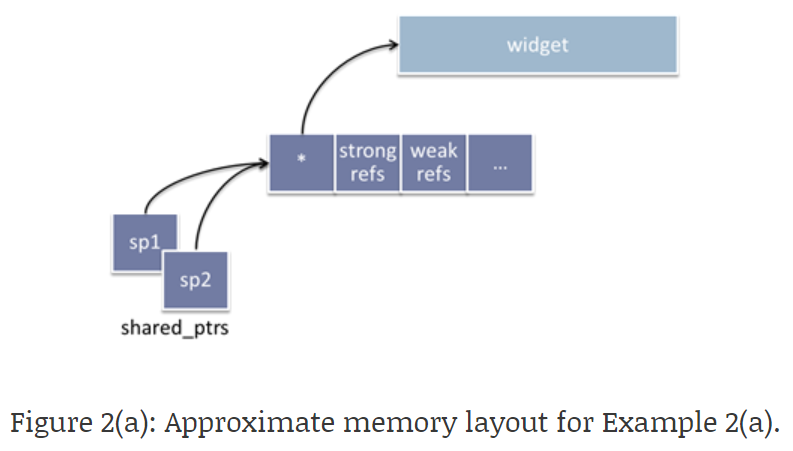 widget
* strong refs weak refs ...
sp1
sp2
shared_ptrs
Figure 2(a): Approximate memory layout for Example 2(a).